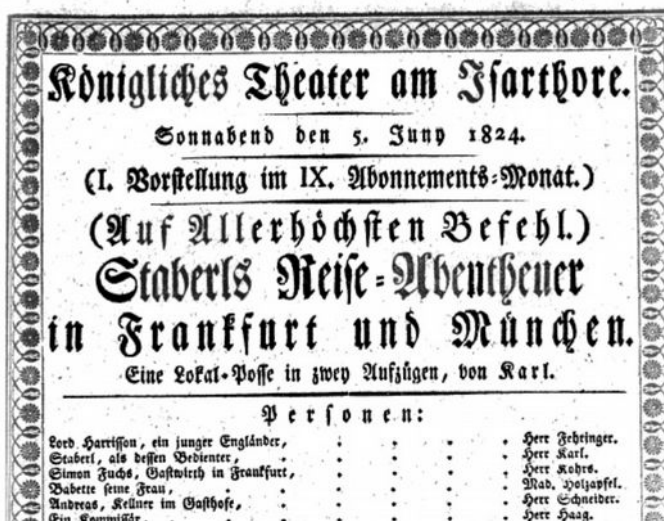 Königliches Theater am Isarthore.
Sonnabend den 5. Juny 1824.
(I. Vorstellung im IX. Abonnements-Monat.)
(Auf Allerhöchsten Befehl.)
Staberls Reise-Abentheuer
in Frankfurt und München.
Eine Lokal-Posse in zwey Aufzügen, von Karl.
Personen:
Lord Harrisson, ein junger Engländer, . . . . . Herr Fehringer.
Staberl, als dessen Bedienter, . . . . . Herr Karl.
Simon Fuchs, Gastwirth in Frankfurt, . . . . . Herr Kohrs.
Babette seine Frau, . . . . . Mad. Holzapfel.
Andreas, Kellner im Gasthofe, . . . . . Herr Schneider.
Ein Kommissär, . . . . . Herr Haag.